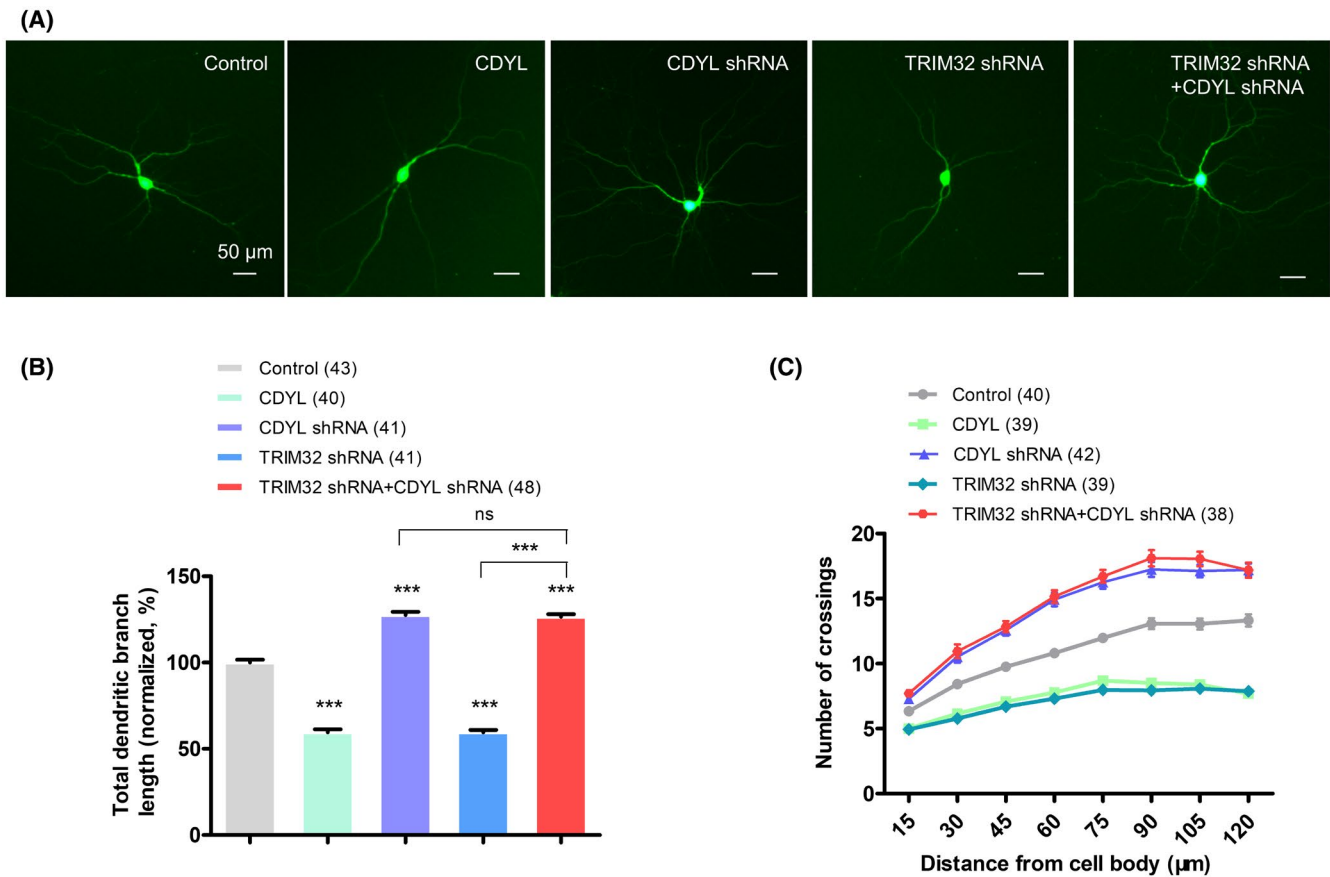 (A)
Control
50 µm
CDYL
CDYL shRNA
TRIM32 shRNA
TRIM32 shRNA
+CDYL shRNA
(B)
Control (43)
CDYL (40)
CDYL shRNA (41)
TRIM32 shRNA (41)
TRIM32 shRNA+CDYL shRNA (48)
ns
***
***
***
***
***
150
100
50
0
Total dendritic branch
length (normalized, %)
(C)
Control (40)
CDYL (39)
CDYL shRNA (42)
TRIM32 shRNA (39)
TRIM32 shRNA+CDYL shRNA (38)
20
15
10
5
0
Number of crossings
15 30 45 60 75 90 105 120
Distance from cell body (µm)